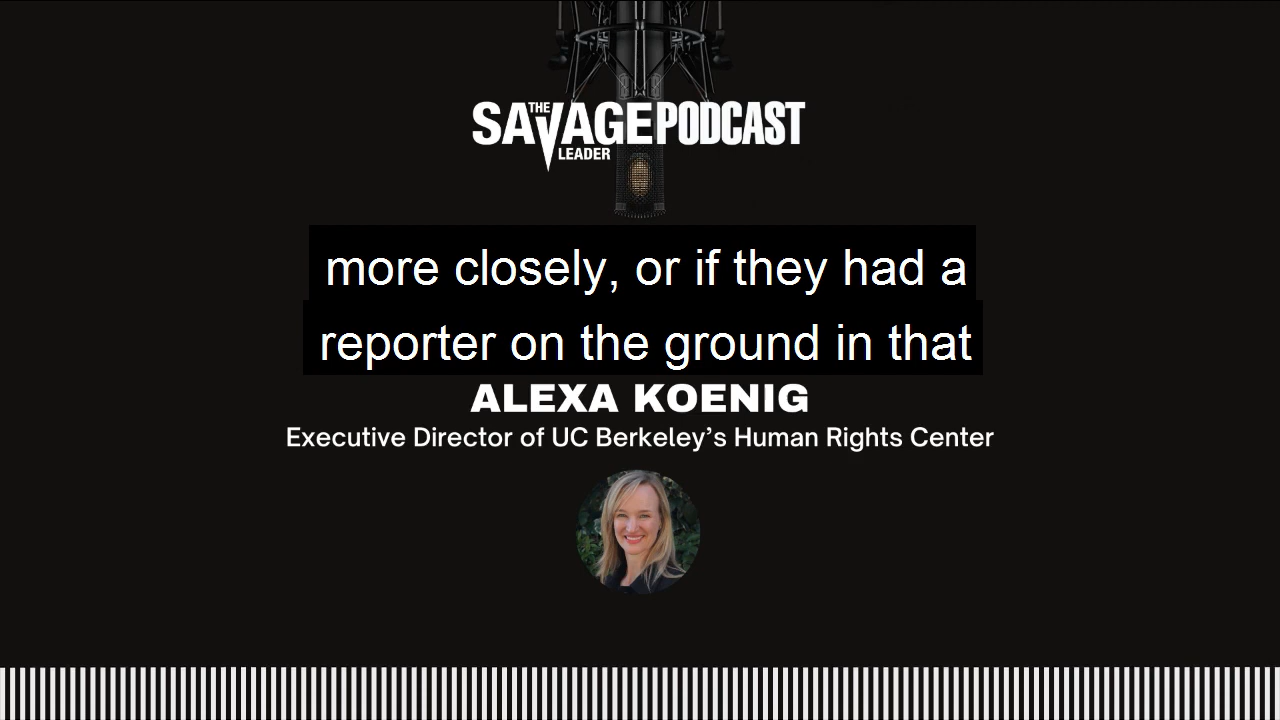 THE SAVAGE LEADER PODCAST
more closely, or if they had a
reporter on the ground in that
ALEXA KOENIG
Executive Director of UC Berkeley’s Human Rights Center